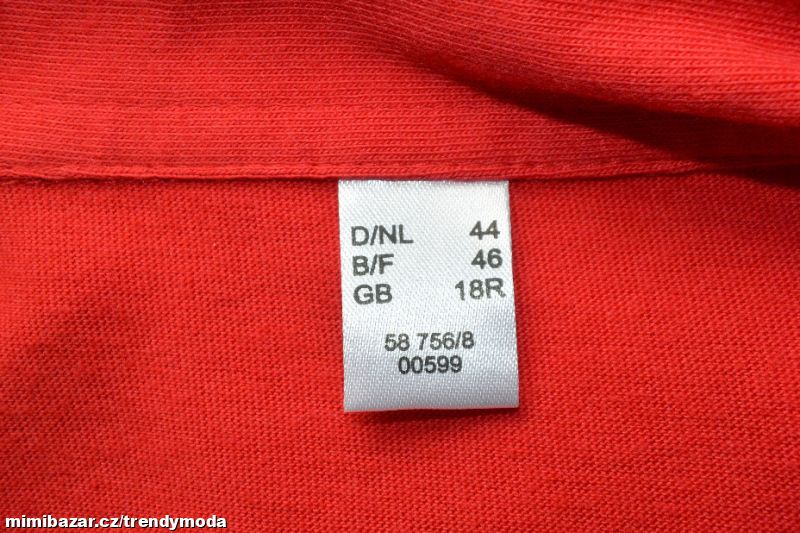 D/NL 44
B/F 46
GB 18R
58 756/8
00599
mimibazar.cz/trendymoda